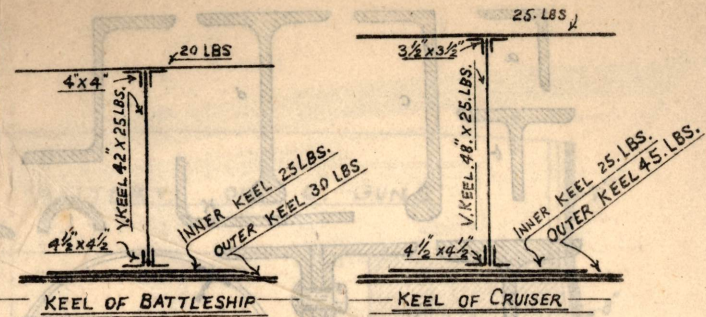 20 LBS
4"x4"
V.KEEL 42"x25 LBS.
INNER KEEL 25 LBS.
OUTER KEEL 30 LBS
4½"x4½"
KEEL OF BATTLESHIP
25. LBS
3½"x3½"
V. KEEL. 48."x25. LBS.
INNER KEEL 25. LBS.
OUTER KEEL 45. LBS.
4½"x4½"
KEEL OF CRUISER